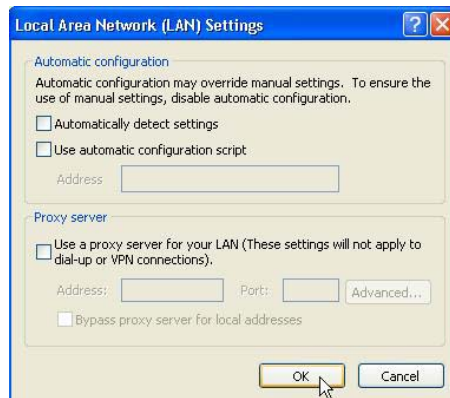 Local Area Network (LAN) Settings
Automatic configuration
Automatic configuration may override manual settings. To ensure the
use of manual settings, disable automatic configuration.
Automatically detect settings
Use automatic configuration script
Address
Proxy server
Use a proxy server for your LAN (These settings will not apply to
dial-up or VPN connections).
Address:
Port:
Advanced...
Bypass proxy server for local addresses
OK
Cancel